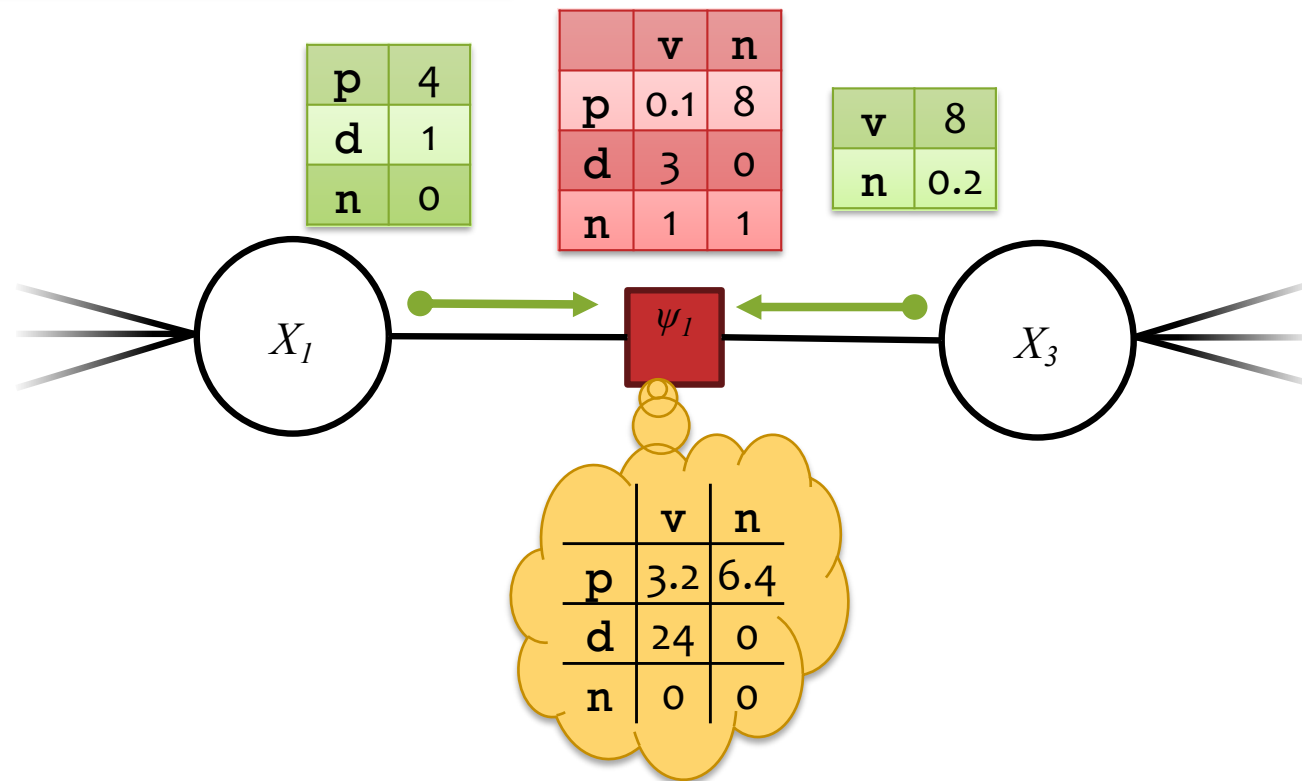 p 4
d 1
n 0
v n
p 0.1 8
d 3 0
n 1 1
v 8
n 0.2
X1
ψ1
X3
v n
p 3.2 6.4
d 24 0
n 0 0